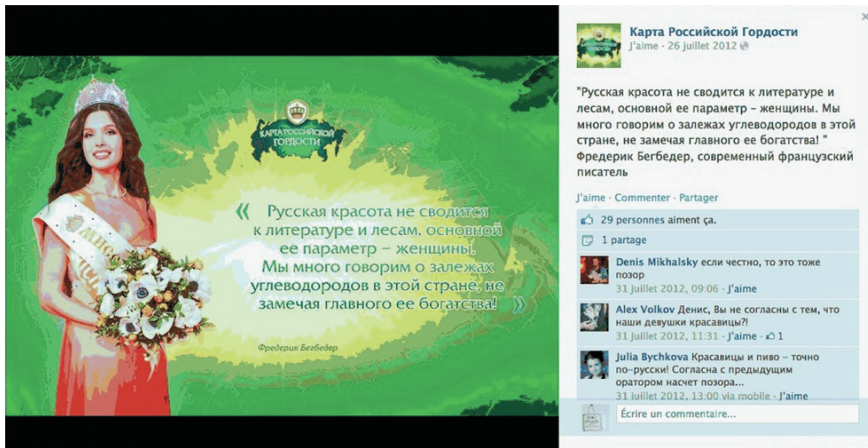 КАРТА РОССИЙСКОЙ
ГОРДОСТИ
« Русская красота не сводится
к литературе и лесам, основной
ее параметр – женщины.
Мы много говорим о залежах
углеводородов в этой стране, не
замечая главного ее богатства! »
Фредерик Бегбедер
Карта Российской Гордости
J'aime · 26 juillet 2012
"Русская красота не сводится к литературе и
лесам, основной ее параметр – женщины. Мы
много говорим о залежах углеводородов в этой
стране, не замечая главного ее богатства! "
Фредерик Бегбедер, современный французский
писатель
J'aime · Commenter · Partager
29 personnes aiment ça.
1 partage
Denis Mikhalsky если честно, то это тоже
позор
31 juillet 2012, 09:06 · J'aime
Alex Volkov Денис, Вы не согласны с тем, что
наши девушки красавицы?!
31 juillet 2012, 11:31 · J'aime · 1
Julia Bychkova Красавицы и пиво – точно
по-русски! Согласна с предыдущим
оратором насчет позора...
31 juillet 2012, 13:00 via mobile · J'aime
Écrire un commentaire...